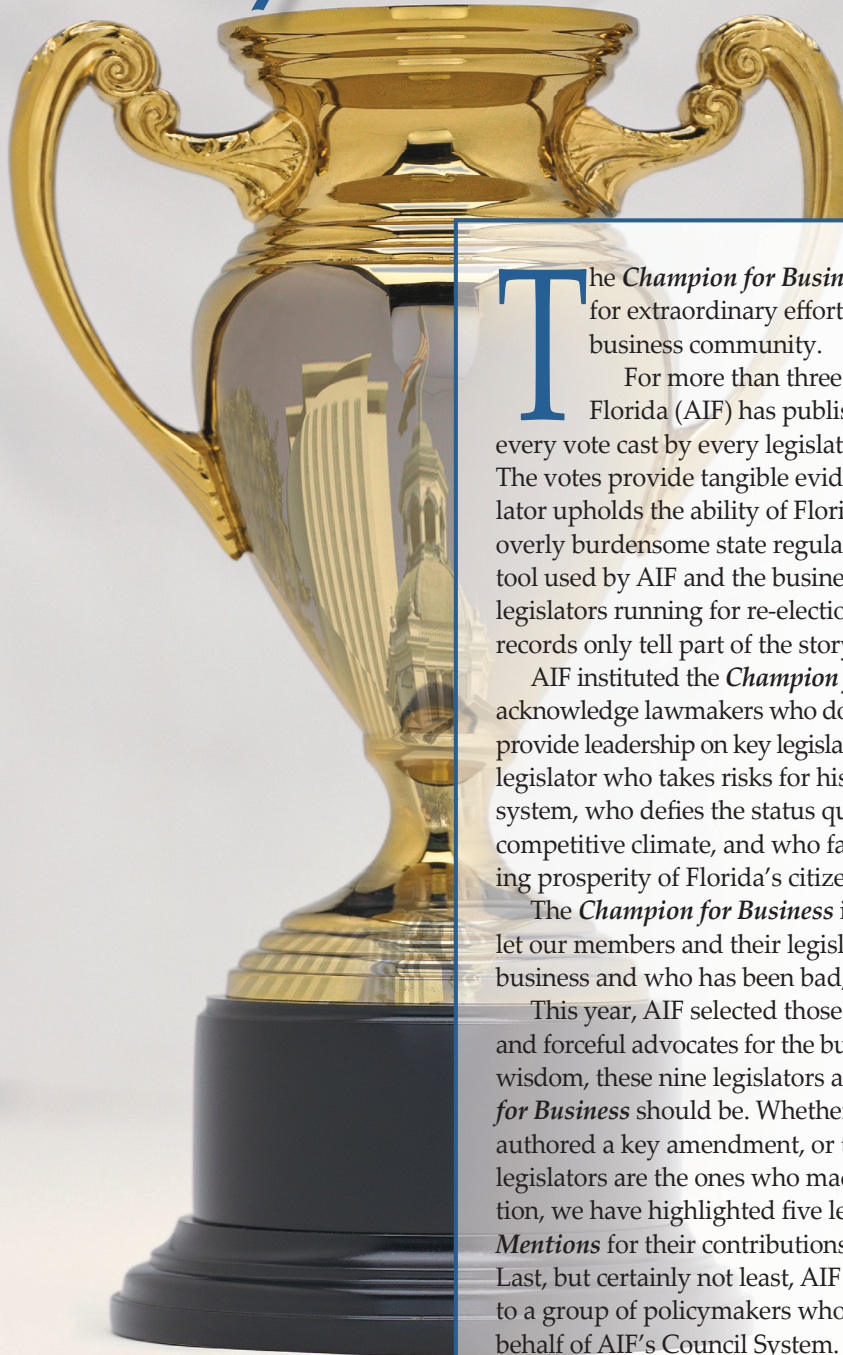 The Champion for Busin
for extraordinary effort
business community.
For more than three
Florida (AIF) has publis
every vote cast by every legislat
The votes provide tangible evid
lator upholds the ability of Flori
overly burdensome state regula
tool used by AIF and the busine
legislators running for re-electio
records only tell part of the story
AIF instituted the Champion
acknowledge lawmakers who do
provide leadership on key legisla
legislator who takes risks for his
system, who defies the status qu
competitive climate, and who fa
ing prosperity of Florida's citize
The Champion for Business i
let our members and their legisl
business and who has been bad,
This year, AIF selected those
and forceful advocates for the bu
wisdom, these nine legislators a
for Business should be. Whether
authored a key amendment, or t
legislators are the ones who mad
tion, we have highlighted five le
Mentions for their contributions
Last, but certainly not least, AIF
to a group of policymakers who
behalf of AIF's Council System.